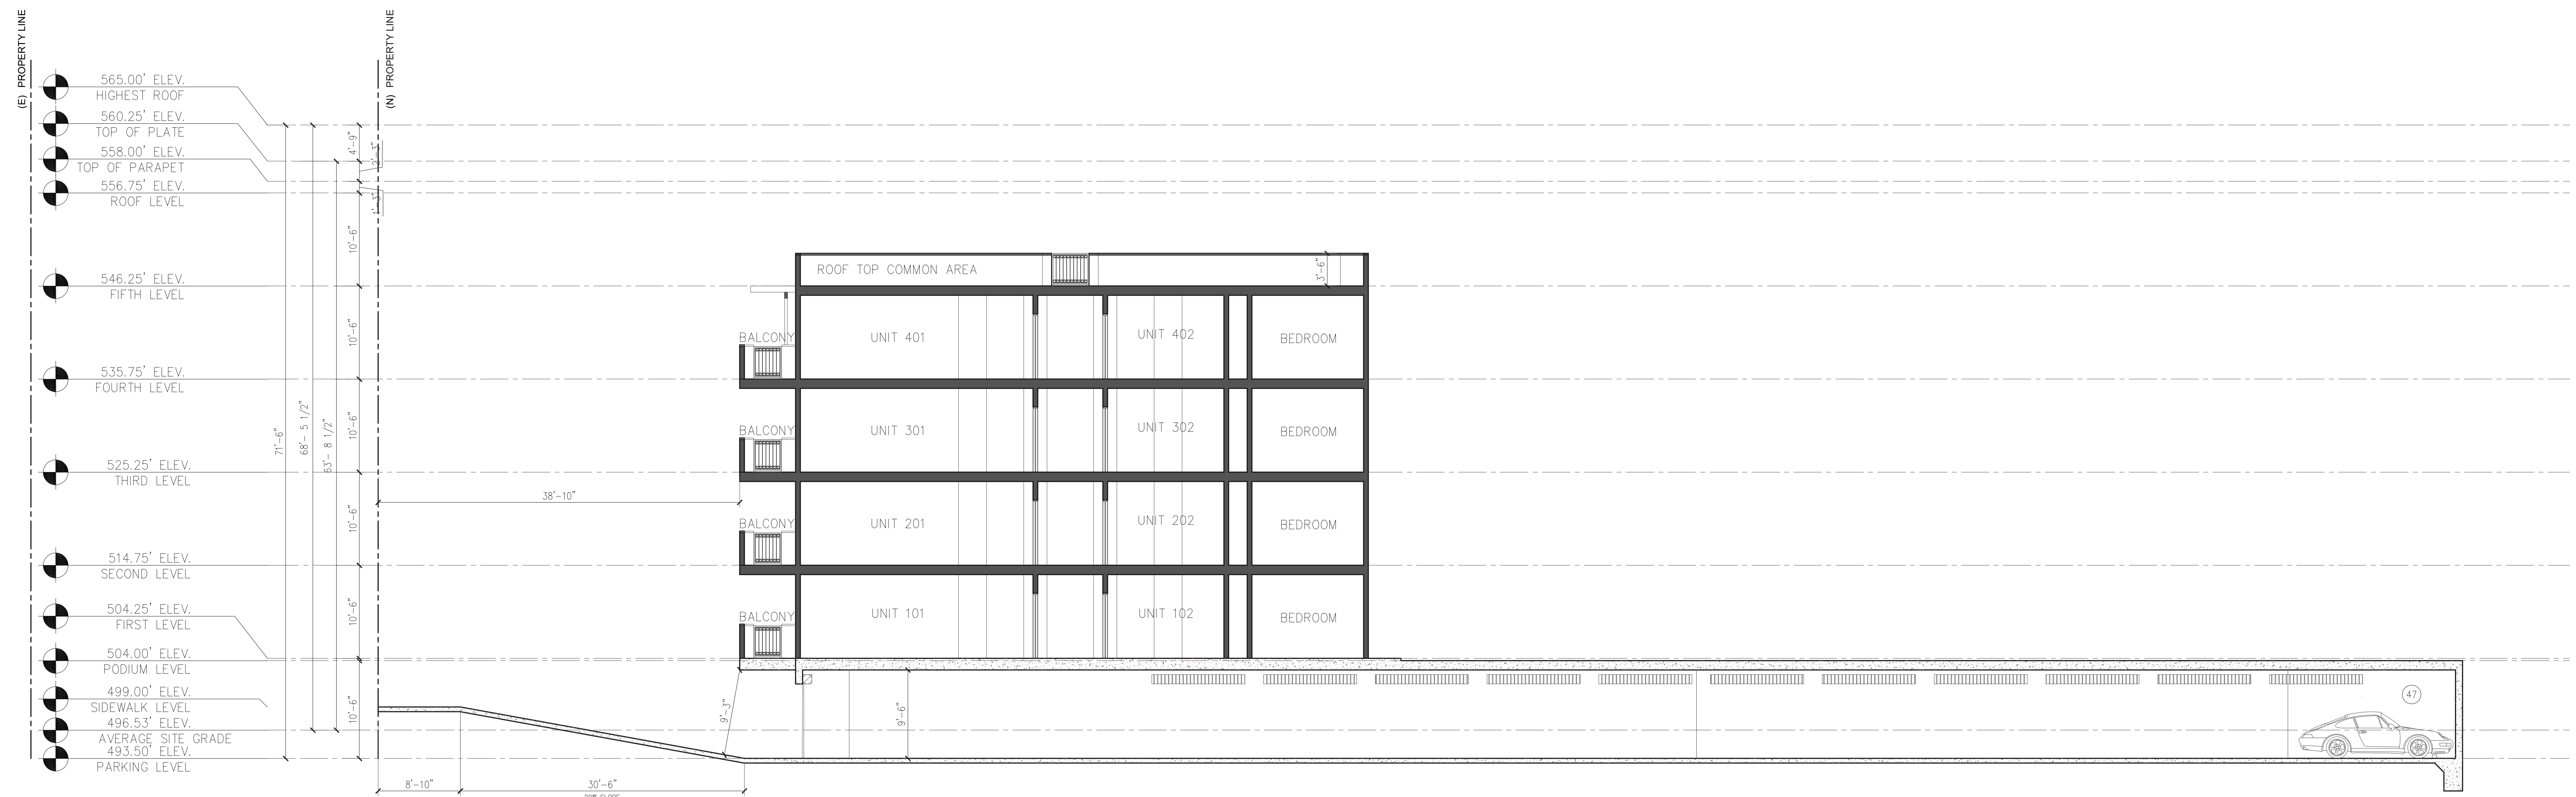 (E) PROPERTY LINE
(N) PROPERTY LINE
565.00' ELEV.
HIGHEST ROOF
560.25' ELEV.
TOP OF PLATE
558.00' ELEV.
TOP OF PARAPET
556.75' ELEV.
ROOF LEVEL
546.25' ELEV.
FIFTH LEVEL
535.75' ELEV.
FOURTH LEVEL
525.25' ELEV.
THIRD LEVEL
514.75' ELEV.
SECOND LEVEL
504.25' ELEV.
FIRST LEVEL
504.00' ELEV.
PODIUM LEVEL
499.00' ELEV.
SIDEWALK LEVEL
496.53' ELEV.
AVERAGE SITE GRADE
493.50' ELEV.
PARKING LEVEL
71'-6"
68'- 5 1/2"
63'- 8 1/2"
4'-9"
2'-3"
1'-3"
10'-6"
10'-6"
10'-6"
10'-6"
10'-6"
10'-6"
38'-10"
ROOF TOP COMMON AREA
3'-6"
BALCONY
UNIT 401
UNIT 402
BEDROOM
BALCONY
UNIT 301
UNIT 302
BEDROOM
BALCONY
UNIT 201
UNIT 202
BEDROOM
BALCONY
UNIT 101
UNIT 102
BEDROOM
9'-3"
9'-6"
47
8'-10"
30'-6"